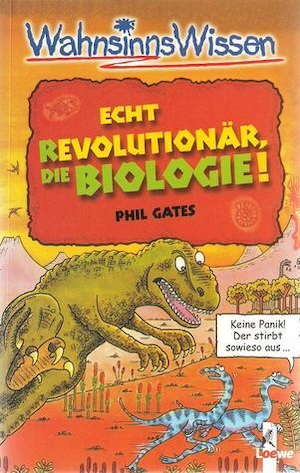 WahnsinnsWissen
ECHT
REVOLUTIONÄR,
DIE BIOLOGIE!
PHIL GATES
Keine Panik!
Der stirbt
sowieso aus...
Loewe